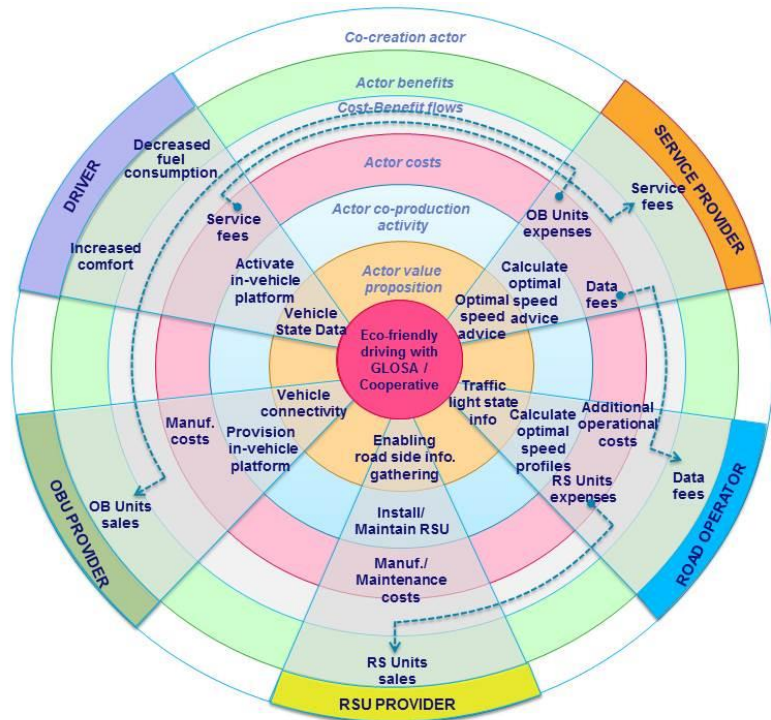 Co-creation actor
Actor benefits
Cost-Benefit flows
Actor costs
Actor co-production
activity
Actor value
proposition
Eco-friendly
driving with
GLOSA /
Cooperative
DRIVER
Decreased
fuel
consumption
Increased
comfort
Service
fees
Activate
in-vehicle
platform
Vehicle
State Data
SERVICE PROVIDER
Service
fees
OB Units
expenses
Data
fees
Calculate
optimal
speed
advice
Optimal
speed
advice
ROAD OPERATOR
Data
fees
Additional
operational
costs
RS Units
expenses
Calculate
optimal
speed
profiles
Traffic
light state
info
RSU PROVIDER
RS Units
sales
Manuf./
Maintenance
costs
Install/
Maintain RSU
Enabling
road side info.
gathering
OBU PROVIDER
OB Units
sales
Manuf.
costs
Provision
in-vehicle
platform
Vehicle
connectivity